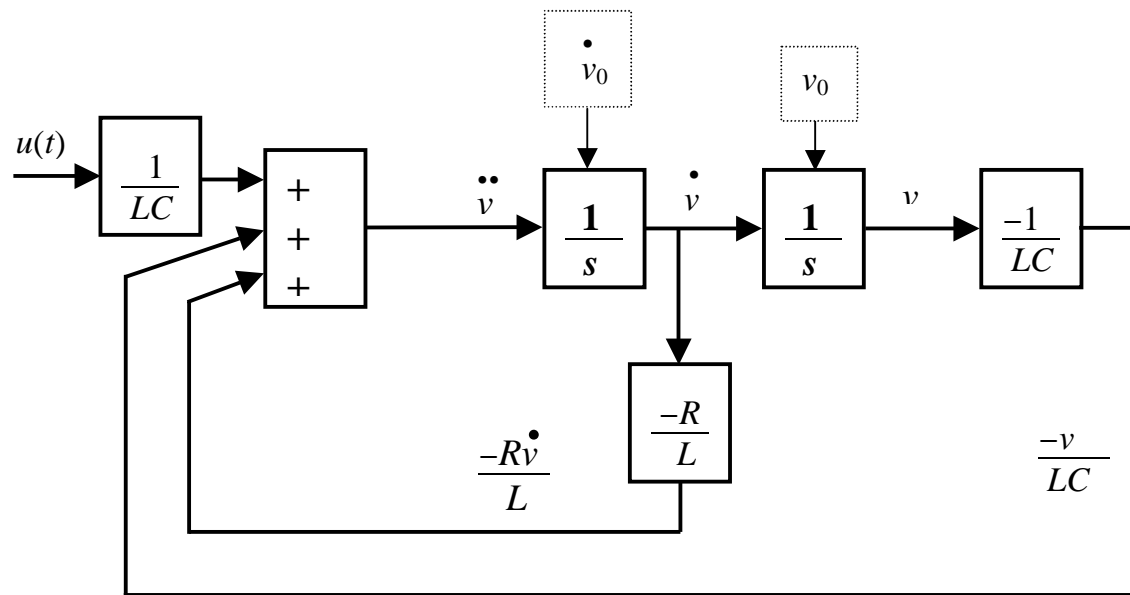 v̇₀
v₀
u(t)
1
LC
+
+
+
v̈
1
s
v̇
1
s
v
−1
LC
−R
L
−Rv̇
L
−v
LC